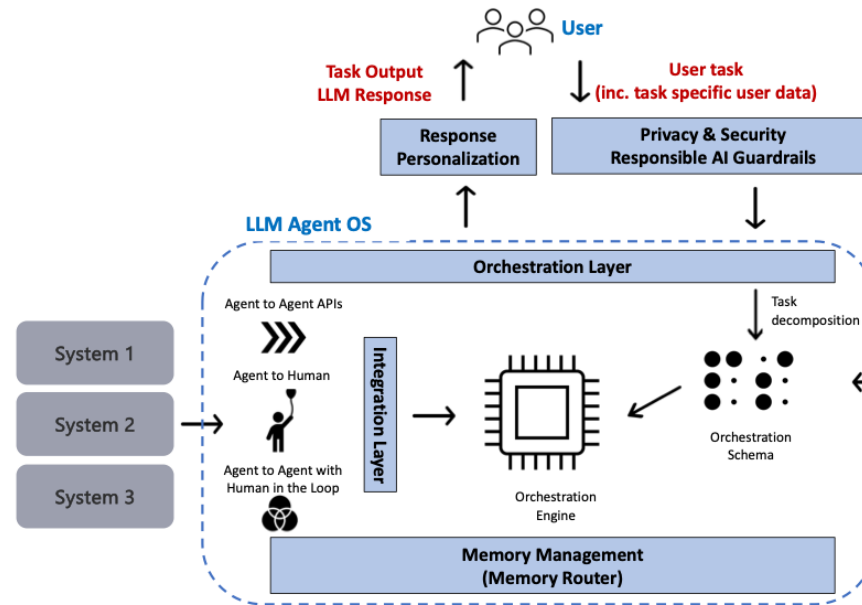 User
Task Output
LLM Response
User task
(inc. task specific user data)
Response
Personalization
Privacy & Security
Responsible AI Guardrails
LLM Agent OS
Orchestration Layer
Agent to Agent APIs
Task
decomposition
System 1
System 2
System 3
Agent to Human
Integration Layer
Agent to Agent with
Human in the Loop
Orchestration
Engine
Orchestration
Schema
Memory Management
(Memory Router)